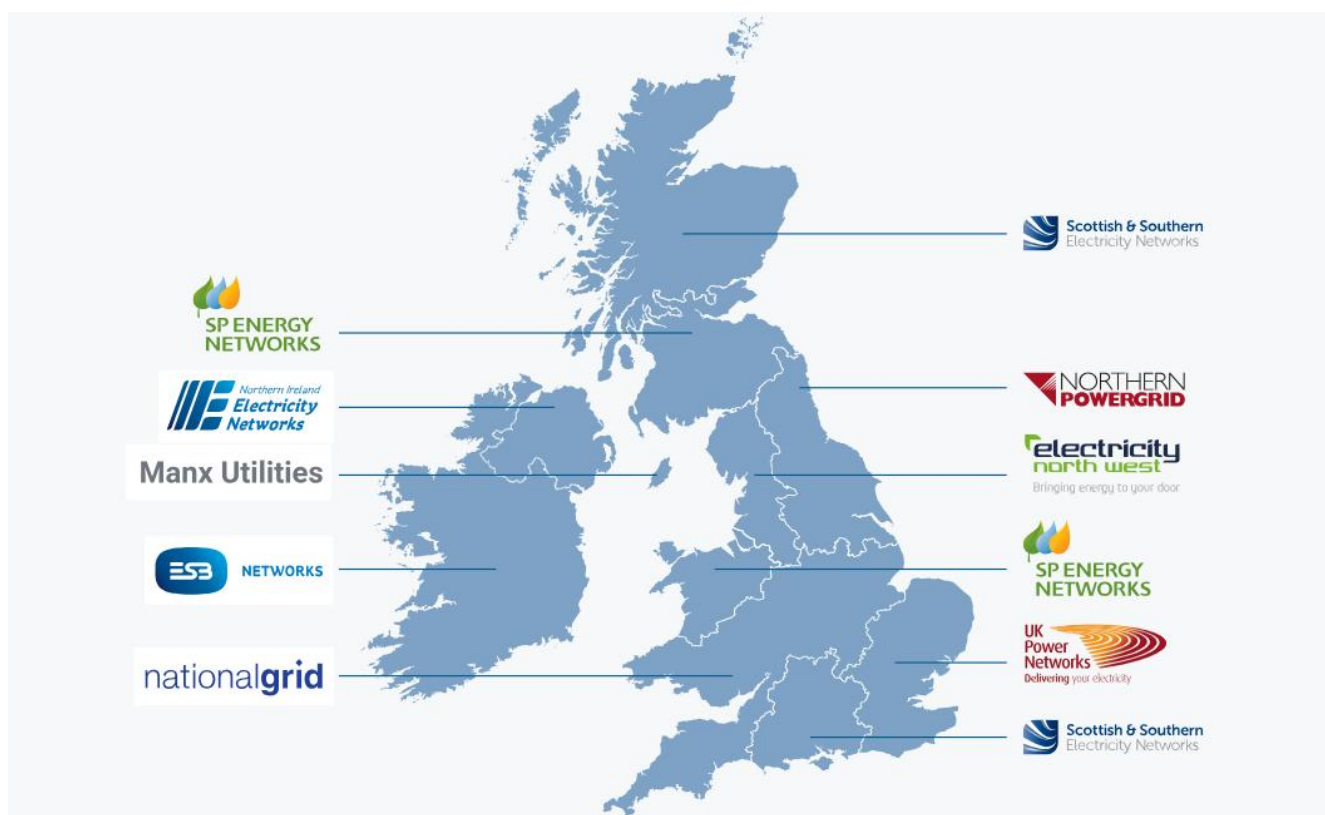 Scottish & Southern
Electricity Networks
SP ENERGY
NETWORKS
Northern Ireland
Electricity
Networks
NORTHERN
POWERGRID
Manx Utilities
electricity
north west
Bringing energy to your door
ESB NETWORKS
SP ENERGY
NETWORKS
UK
Power
Networks
Delivering your electricity
nationalgrid
Scottish & Southern
Electricity Networks